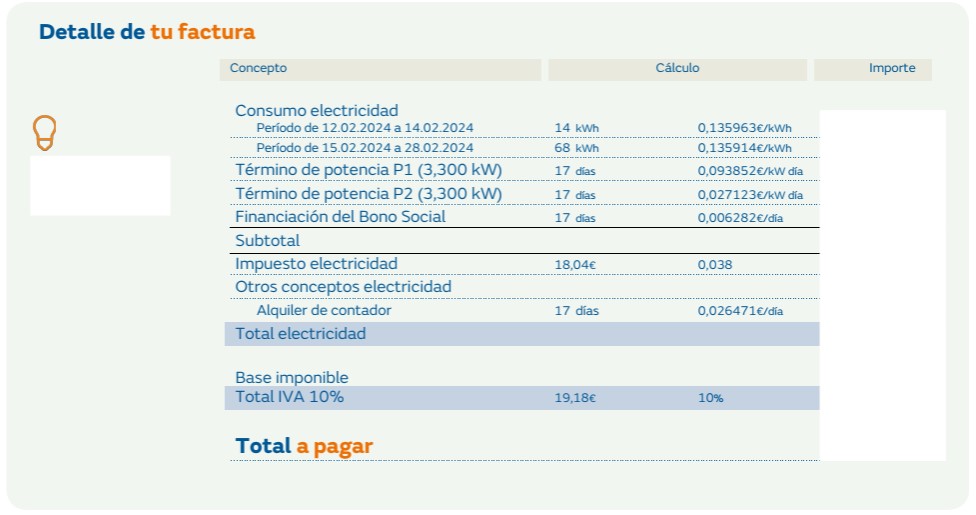 Detalle de tu factura
Concepto Cálculo Importe
Consumo electricidad
Período de 12.02.2024 a 14.02.2024 14 kWh 0,135963€/kWh
Período de 15.02.2024 a 28.02.2024 68 kWh 0,135914€/kWh
Término de potencia P1 (3,300 kW) 17 días 0,093852€/kW día
Término de potencia P2 (3,300 kW) 17 días 0,027123€/kW día
Financiación del Bono Social 17 días 0,006282€/día
Subtotal
Impuesto electricidad 18,04€ 0,038
Otros conceptos electricidad
Alquiler de contador 17 días 0,026471€/día
Total electricidad
Base imponible
Total IVA 10% 19,18€ 10%
Total a pagar